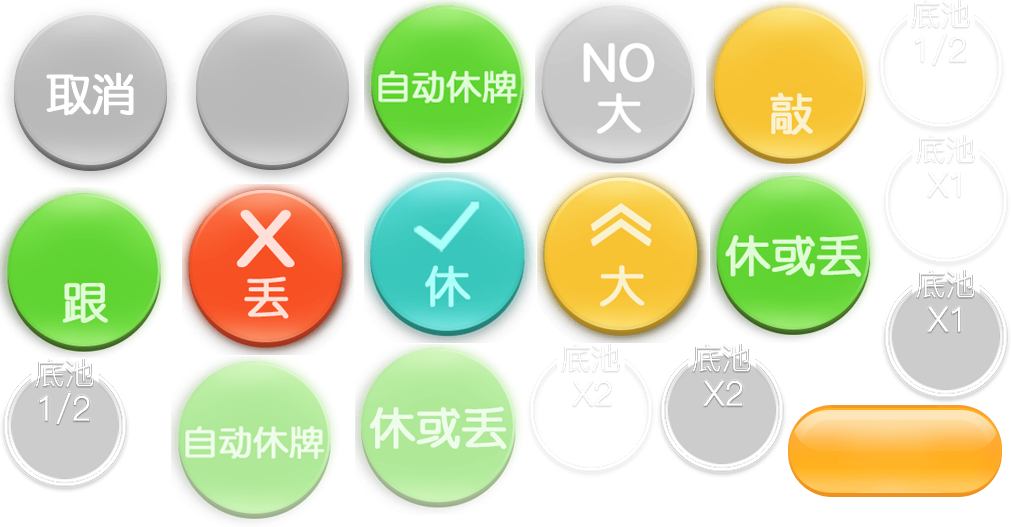 取消
自动休牌
NO
大
敲
底池
1/2
底池
X1
跟
丢
休
大
休或丢
底池
X1
底池
1/2
自动休牌
休或丢
底池
X2
底池
X2